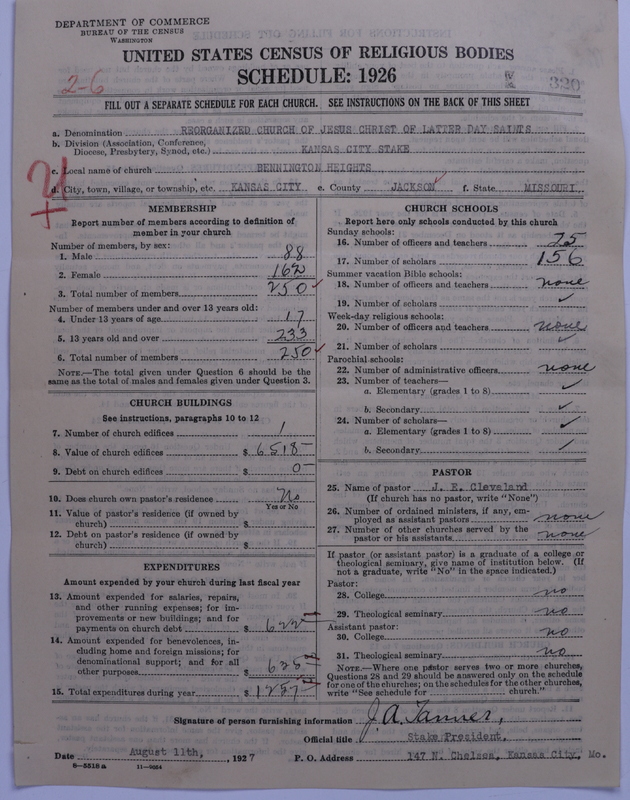 DEPARTMENT OF COMMERCE
BUREAU OF THE CENSUS
WASHINGTON
UNITED STATES CENSUS OF RELIGIOUS BODIES
SCHEDULE: 1926
2-6
320
FILL OUT A SEPARATE SCHEDULE FOR EACH CHURCH. SEE INSTRUCTIONS ON THE BACK OF THIS SHEET
21
+
a. Denomination REORGANIZED CHURCH OF JESUS CHRIST OF LATTER DAY SAINTS
b. Division (Association, Conference,
Diocese, Presbytery, Synod, etc.) KANSAS CITY STAKE
c. Local name of church BENNINGTON HEIGHTS
d. City, town, village, or township, etc. KANSAS CITY e. County JACKSON f. State MISSOURI
MEMBERSHIP
Report number of members according to definition of
member in your church
Number of members, by sex:
1. Male 88
2. Female 162
3. Total number of members 250 ✓
Number of members under and over 13 years old:
4. Under 13 years of age 17
5. 13 years old and over 233
6. Total number of members 250 ✓
NOTE.—The total given under Question 6 should be
same as the total of males and females given under Question 3.
CHURCH BUILDINGS
See instructions, paragraphs 10 to 12
7. Number of church edifices 1
8. Value of church edifices $ 6518-
9. Debt on church edifices $ 0-
10. Does church own pastor's residence No
Yes or No
11. Value of pastor's residence (if owned by
church) $
12. Debt on pastor's residence (if owned by
church) $
EXPENDITURES
Amount expended by your church during last fiscal year
13. Amount expended for salaries, repairs,
and other running expenses; for im-
provements or new buildings; and for
payments on church debt $
14. Amount expended for benevolences, in-
cluding home and foreign missions; for
denominational support; and for all
other purposes $
15. Total expenditures during year $
CHURCH SCHOOLS
Report here only schools conducted by this church
Sunday schools:
16. Number of officers and teachers
17. Number of scholars 156
Summer vacation Bible schools:
18. Number of officers and teachers none
19. Number of scholars ✓
Week-day religious schools:
20. Number of officers and teachers none
21. Number of scholars ✓
Parochial schools:
22. Number of administrative officers none
23. Number of teachers—
a. Elementary (grades 1 to 8) ✓
b. Secondary ✓
24. Number of scholars—
a. Elementary (grades 1 to 8) ✓
b. Secondary ✓
PASTOR
25. Name of pastor J. E. Cleveland
(If church has no pastor, write "None")
26. Number of ordained ministers, if any, em-
ployed as assistant pastors none
27. Number of other churches served by the
pastor or his assistants none
If pastor (or assistant pastor) is a graduate of a college or
theological seminary, give name of institution below. (If
not a graduate, write "No" in the space indicated.)
Pastor:
28. College no
29. Theological seminary no
Assistant pastor:
30. College no
31. Theological seminary no
NOTE.—Where one pastor serves two or more churches,
Questions 28 and 29 should be answered only on the schedule
for one of the churches; on the schedules for the other churches,
write "See schedule for church."
Signature of person furnishing information J. A. Tanner,
Official title Stake President,
Date August 11th, 1927 P. O. Address 147 N. Chelsea, Kansas City, Mo.
8—5518a 11—9064